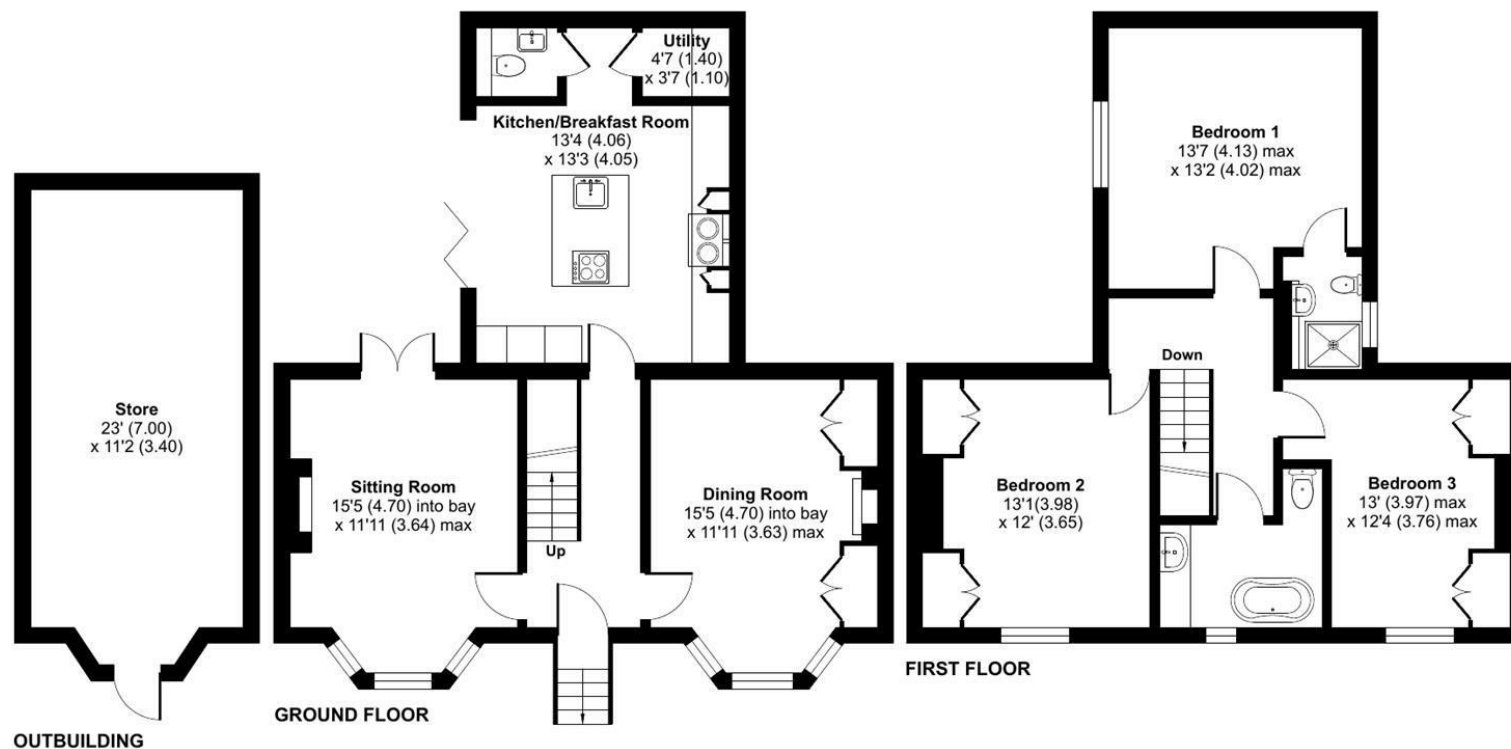 Utility
4'7 (1.40)
x 3'7 (1.10)
Kitchen/Breakfast Room
13'4 (4.06)
x 13'3 (4.05)
Bedroom 1
13'7 (4.13) max
x 13'2 (4.02) max
Store
23' (7.00)
x 11'2 (3.40)
Down
Sitting Room
15'5 (4.70) into bay
x 11'11 (3.64) max
Up
Dining Room
15'5 (4.70) into bay
x 11'11 (3.63) max
Bedroom 2
13'1(3.98)
x 12' (3.65)
Bedroom 3
13' (3.97) max
x 12'4 (3.76) max
FIRST FLOOR
GROUND FLOOR
OUTBUILDING